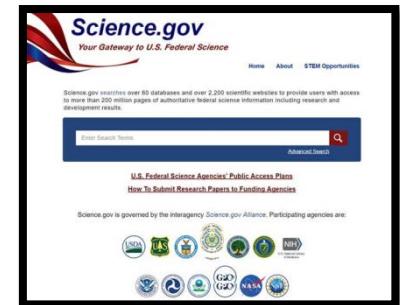 Science.gov
Your Gateway to U.S. Federal Science
Home About STEM Opportunities
Science.gov searches over 60 databases and over 2,200 scientific websites to provide users with access
to more than 200 million pages of authoritative federal science information including research and
development results.
Enter Search Terms
Advanced Search
U.S. Federal Science Agencies' Public Access Plans
How To Submit Research Papers to Funding Agencies
Science.gov is governed by the interagency Science.gov Alliance. Participating agencies are:
USDA
NIH
GPO
NASA